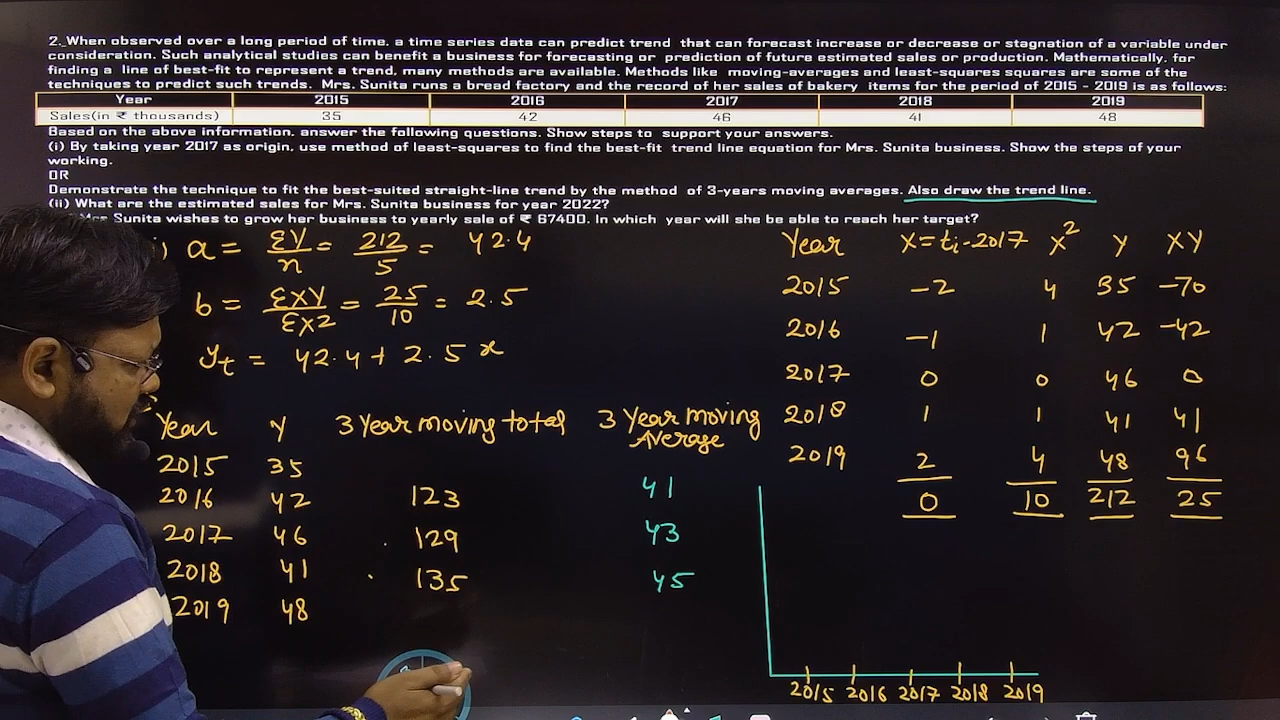 2. When observed over a long period of time, a time series data can predict trend that can forecast increase or decrease or stagnation of a variable under
consideration. Such analytical studies can benefit a business for forecasting or prediction of future estimated sales or production. Mathematically, for
finding a line of best-fit to represent a trend, many methods are available. Methods like moving-averages and least-squares squares are some of the
techniques to predict such trends. Mrs. Sunita runs a bread factory and the record of her sales of bakery items for the period of 2015 - 2019 is as follows:
Year 2015 2016 2017 2018 2019
Sales(in ₹ thousands) 35 42 46 41 48
Based on the above information, answer the following questions. Show steps to support your answers.
(i) By taking year 2017 as origin, use method of least-squares to find the best-fit trend line equation for Mrs. Sunita business. Show the steps of your
working.
OR
Demonstrate the technique to fit the best-suited straight-line trend by the method of 3-years moving averages. Also draw the trend line.
(ii) What are the estimated sales for Mrs. Sunita business for year 2022?
Mrs Sunita wishes to grow her business to yearly sale of ₹ 67400. In which year will she be able to reach her target?
) a = ΣY/n = 212/5 = 42.4
b = ΣXY/ΣX2 = 25/10 = 2.5
yt = 42.4 + 2.5 x
Year Y 3 Year moving total 3 Year moving Average
2015 35
2016 42 123 41
2017 46 129 43
2018 41 135 45
2019 48
Year X = ti - 2017 X² Y XY
2015 -2 4 35 -70
2016 -1 1 42 -42
2017 0 0 46 0
2018 1 1 41 41
2019 2 4 48 96
0 10 212 25
2015 2016 2017 2018 2019